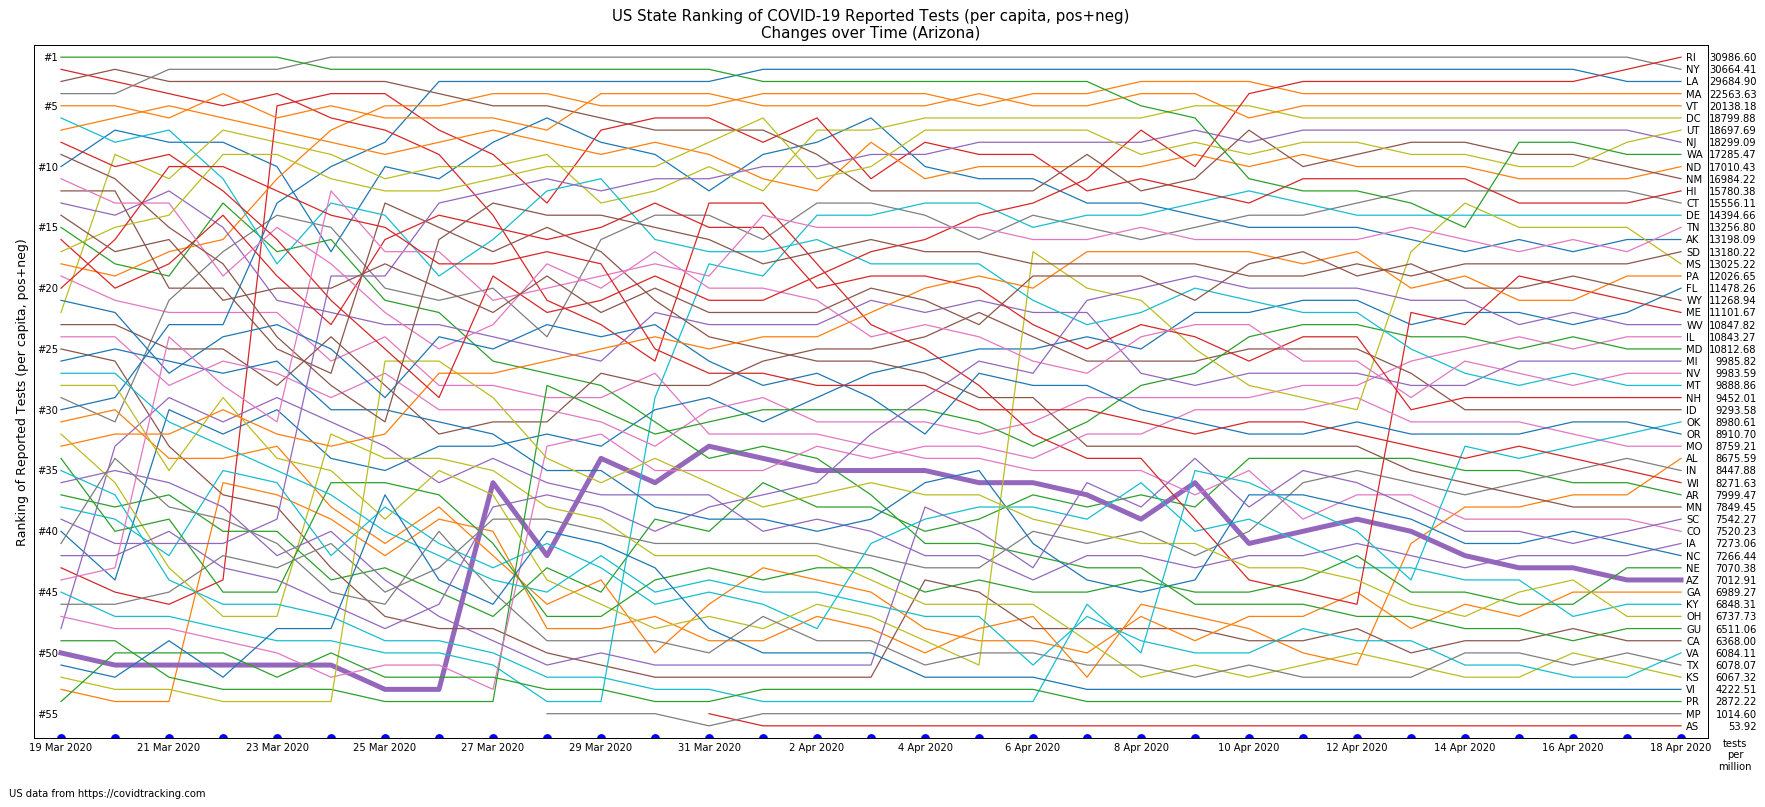 US State Ranking of COVID-19 Reported Tests (per capita, pos+neg)
Changes over Time (Arizona)
Ranking of Reported Tests (per capita, pos+neg)
#1
#5
#10
#15
#20
#25
#30
#35
#40
#45
#50
#55
RI 30986.60
NY 30664.41
LA 29684.90
MA 22563.63
VT 20138.18
DC 18799.88
UT 18697.69
NJ 18299.09
WA 17285.47
ND 17010.43
NM 16984.22
HI 15780.38
CT 15556.11
DE 14394.66
TN 13256.80
AK 13198.09
SD 13180.22
MS 13025.22
PA 12026.65
FL 11478.26
WY 11268.94
ME 11101.67
WV 10847.82
IL 10843.27
MD 10812.68
MI 9985.82
NV 9983.59
MT 9888.86
NH 9452.01
ID 9293.58
OK 8980.61
OR 8910.70
MO 8759.21
AL 8675.59
IN 8447.88
WI 8271.63
AR 7999.47
MN 7849.45
SC 7542.27
CO 7520.23
IA 7273.06
NC 7266.44
NE 7070.38
AZ 7012.91
GA 6989.27
KY 6848.31
OH 6737.73
GU 6511.06
CA 6368.00
VA 6084.11
TX 6078.07
KS 6067.32
VI 4222.51
PR 2872.22
MP 1014.60
AS 53.92
19 Mar 2020 21 Mar 2020 23 Mar 2020 25 Mar 2020 27 Mar 2020 29 Mar 2020 31 Mar 2020 2 Apr 2020 4 Apr 2020 6 Apr 2020 8 Apr 2020 10 Apr 2020 12 Apr 2020 14 Apr 2020 16 Apr 2020 18 Apr 2020
tests
per
million
US data from https://covidtracking.com